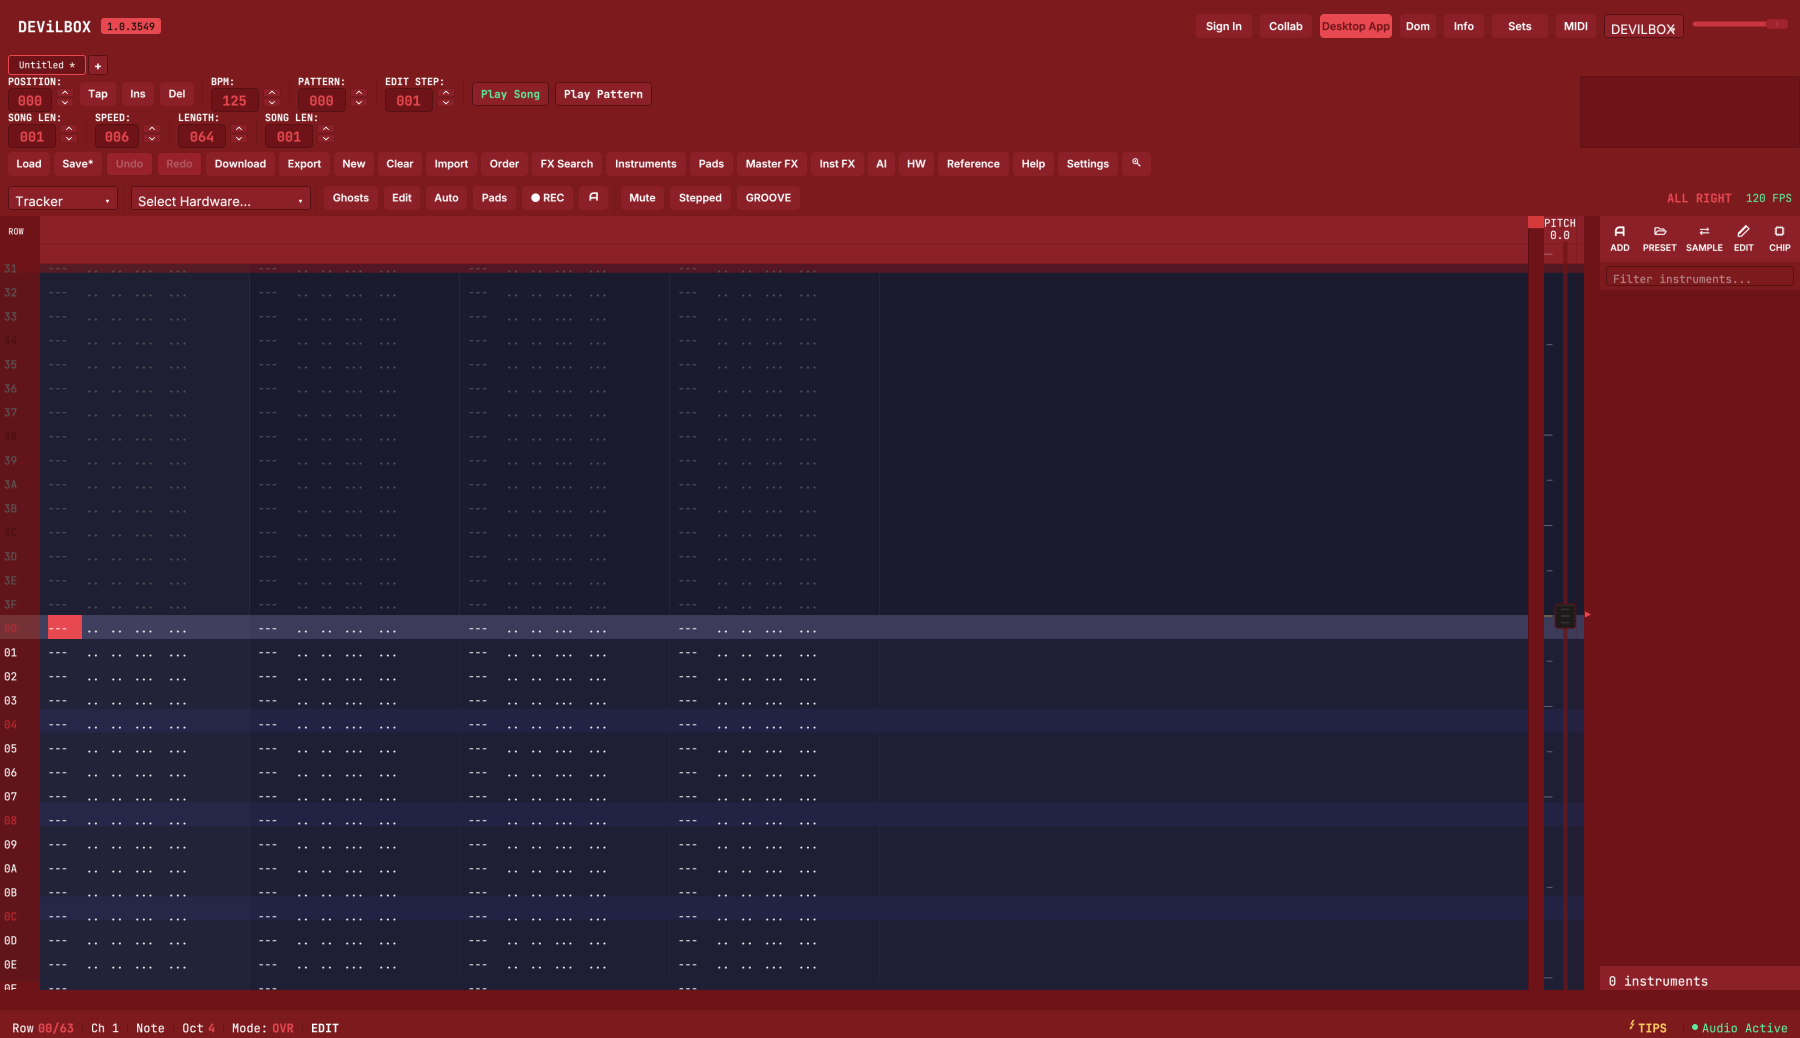 DEViLBOX 1.0.3549 Sign In Collab Desktop App Dom Info Sets MIDI DEVILBOX
Untitled * +
POSITION: BPM: PATTERN: EDIT STEP:
000 Tap Ins Del 125 000 001 Play Song Play Pattern
SONG LEN: SPEED: LENGTH: SONG LEN:
001 006 064 001
Load Save* Undo Redo Download Export New Clear Import Order FX Search Instruments Pads Master FX Inst FX AI HW Reference Help Settings
Tracker Select Hardware... Ghosts Edit Auto Pads REC Mute Stepped GROOVE ALL RIGHT 120 FPS
ROW PITCH
0.0
ADD PRESET SAMPLE EDIT CHIP
Filter instruments...
31 --- .. .. ... ... --- .. .. ... ... --- .. .. ... ... --- .. .. ... ...
32 --- .. .. ... ... --- .. .. ... ... --- .. .. ... ... --- .. .. ... ...
33 --- .. .. ... ... --- .. .. ... ... --- .. .. ... ... --- .. .. ... ...
34 --- .. .. ... ... --- .. .. ... ... --- .. .. ... ... --- .. .. ... ...
35 --- .. .. ... ... --- .. .. ... ... --- .. .. ... ... --- .. .. ... ...
36 --- .. .. ... ... --- .. .. ... ... --- .. .. ... ... --- .. .. ... ...
37 --- .. .. ... ... --- .. .. ... ... --- .. .. ... ... --- .. .. ... ...
38 --- .. .. ... ... --- .. .. ... ... --- .. .. ... ... --- .. .. ... ...
39 --- .. .. ... ... --- .. .. ... ... --- .. .. ... ... --- .. .. ... ...
3A --- .. .. ... ... --- .. .. ... ... --- .. .. ... ... --- .. .. ... ...
3B --- .. .. ... ... --- .. .. ... ... --- .. .. ... ... --- .. .. ... ...
3C --- .. .. ... ... --- .. .. ... ... --- .. .. ... ... --- .. .. ... ...
3D --- .. .. ... ... --- .. .. ... ... --- .. .. ... ... --- .. .. ... ...
3E --- .. .. ... ... --- .. .. ... ... --- .. .. ... ... --- .. .. ... ...
3F --- .. .. ... ... --- .. .. ... ... --- .. .. ... ... --- .. .. ... ...
00 --- .. .. ... ... --- .. .. ... ... --- .. .. ... ... --- .. .. ... ...
01 --- .. .. ... ... --- .. .. ... ... --- .. .. ... ... --- .. .. ... ...
02 --- .. .. ... ... --- .. .. ... ... --- .. .. ... ... --- .. .. ... ...
03 --- .. .. ... ... --- .. .. ... ... --- .. .. ... ... --- .. .. ... ...
04 --- .. .. ... ... --- .. .. ... ... --- .. .. ... ... --- .. .. ... ...
05 --- .. .. ... ... --- .. .. ... ... --- .. .. ... ... --- .. .. ... ...
06 --- .. .. ... ... --- .. .. ... ... --- .. .. ... ... --- .. .. ... ...
07 --- .. .. ... ... --- .. .. ... ... --- .. .. ... ... --- .. .. ... ...
08 --- .. .. ... ... --- .. .. ... ... --- .. .. ... ... --- .. .. ... ...
09 --- .. .. ... ... --- .. .. ... ... --- .. .. ... ... --- .. .. ... ...
0A --- .. .. ... ... --- .. .. ... ... --- .. .. ... ... --- .. .. ... ...
0B --- .. .. ... ... --- .. .. ... ... --- .. .. ... ... --- .. .. ... ...
0C --- .. .. ... ... --- .. .. ... ... --- .. .. ... ... --- .. .. ... ...
0D --- .. .. ... ... --- .. .. ... ... --- .. .. ... ... --- .. .. ... ...
0E --- .. .. ... ... --- .. .. ... ... --- .. .. ... ... --- .. .. ... ...
0F --- --- --- ---
0 instruments
Row 00/63 Ch 1 Note Oct 4 Mode: OVR EDIT TIPS Audio Active